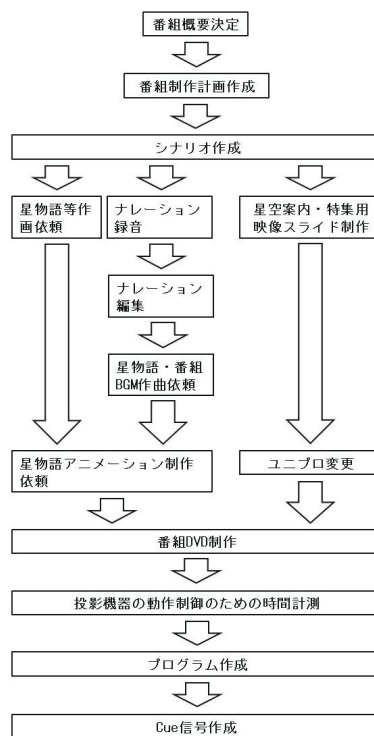 番組概要決定
番組制作計画作成
シナリオ作成
星物語等作
画依頼
ナレーション
録音
星空案内・特集用
映像スライド制作
ナレーション
編集
星物語・番組
BGM作曲依頼
星物語アニメーション制作
依頼
ユニプロ変更
番組DVD制作
投影機器の動作制御のための時間計測
プログラム作成
Cue信号作成